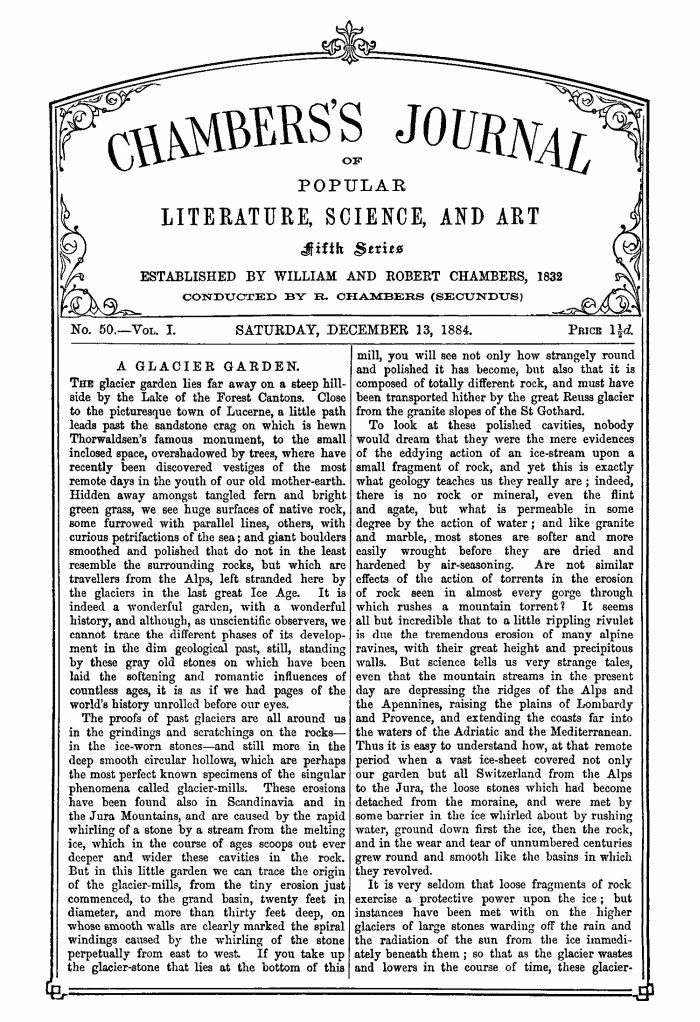 CHAMBERS'S JOURNAL
OF
POPULAR
LITERATURE, SCIENCE, AND ART
Fifth Series
ESTABLISHED BY WILLIAM AND ROBERT CHAMBERS, 1832
CONDUCTED BY R. CHAMBERS (SECUNDUS)
No. 50.—Vol. I.
SATURDAY, DECEMBER 13, 1884.
Price 1½d.
A GLACIER GARDEN.
The glacier garden lies far away on a steep hill-
side by the Lake of the Forest Cantons. Close
to the picturesque town of Lucerne, a little path
leads past the sandstone crag on which is hewn
Thorwaldsen's famous monument, to the small
inclosed space, overshadowed by trees, where have
recently been discovered vestiges of the most
remote days in the youth of our old mother-earth.
Hidden away amongst tangled fern and bright
green grass, we see huge surfaces of native rock,
some furrowed with parallel lines, others, with
curious petrifactions of the sea; and giant boulders
smoothed and polished that do not in the least
resemble the surrounding rocks, but which are
travellers from the Alps, left stranded here by
the glaciers in the last great Ice Age. It is
indeed a wonderful garden, with a wonderful
history, and although, as unscientific observers, we
cannot trace the different phases of its develop-
ment in the dim geological past, still, standing
by these gray old stones on which have been
laid the softening and romantic influences of
countless ages, it is as if we had pages of the
world's history unrolled before our eyes.
The proofs of past glaciers are all around us
in the grindings and scratchings on the rocks—
in the ice-worn stones—and still more in the
deep smooth circular hollows, which are perhaps
the most perfect known specimens of the singular
phenomena called glacier-mills. These erosions
have been found also in Scandinavia and in
the Jura Mountains, and are caused by the rapid
whirling of a stone by a stream from the melting
ice, which in the course of ages scoops out ever
deeper and wider these cavities in the rock.
But in this little garden we can trace the origin
of the glacier-mills, from the tiny erosion just
commenced, to the grand basin, twenty feet in
diameter, and more than thirty feet deep, on
whose smooth walls are clearly marked the spiral
windings caused by the whirling of the stone
perpetually from east to west. If you take up
the glacier-stone that lies at the bottom of this
mill, you will see not only how strangely round
and polished it has become, but also that it is
composed of totally different rock, and must have
been transported hither by the great Reuss glacier
from the granite slopes of the St Gothard.
To look at these polished cavities, nobody
would dream that they were the mere evidences
of the eddying action of an ice-stream upon a
small fragment of rock, and yet this is exactly
what geology teaches us they really are; indeed,
there is no rock or mineral, even the flint
and agate, but what is permeable in some
degree by the action of water; and like granite
and marble, most stones are softer and more
easily wrought before they are dried and
hardened by air-seasoning. Are not similar
effects of the action of torrents in the erosion
of rock seen in almost every gorge through
which rushes a mountain torrent? It seems
all but incredible that to a little rippling rivulet
is due the tremendous erosion of many alpine
ravines, with their great height and precipitous
walls. But science tells us very strange tales,
even that the mountain streams in the present
day are depressing the ridges of the Alps and
the Apennines, raising the plains of Lombardy
and Provence, and extending the coasts far into
the waters of the Adriatic and the Mediterranean.
Thus it is easy to understand how, at that remote
period when a vast ice-sheet covered not only
our garden but all Switzerland from the Alps
to the Jura, the loose stones which had become
detached from the moraine, and were met by
some barrier in the ice whirled about by rushing
water, ground down first the ice, then the rock,
and in the wear and tear of unnumbered centuries
grew round and smooth like the basins in which
they revolved.
It is very seldom that loose fragments of rock
exercise a protective power upon the ice; but
instances have been met with on the higher
glaciers of large stones warding off the rain and
the radiation of the sun from the ice immedi-
ately beneath them; so that as the glacier wastes
and lowers in the course of time, these glacier-